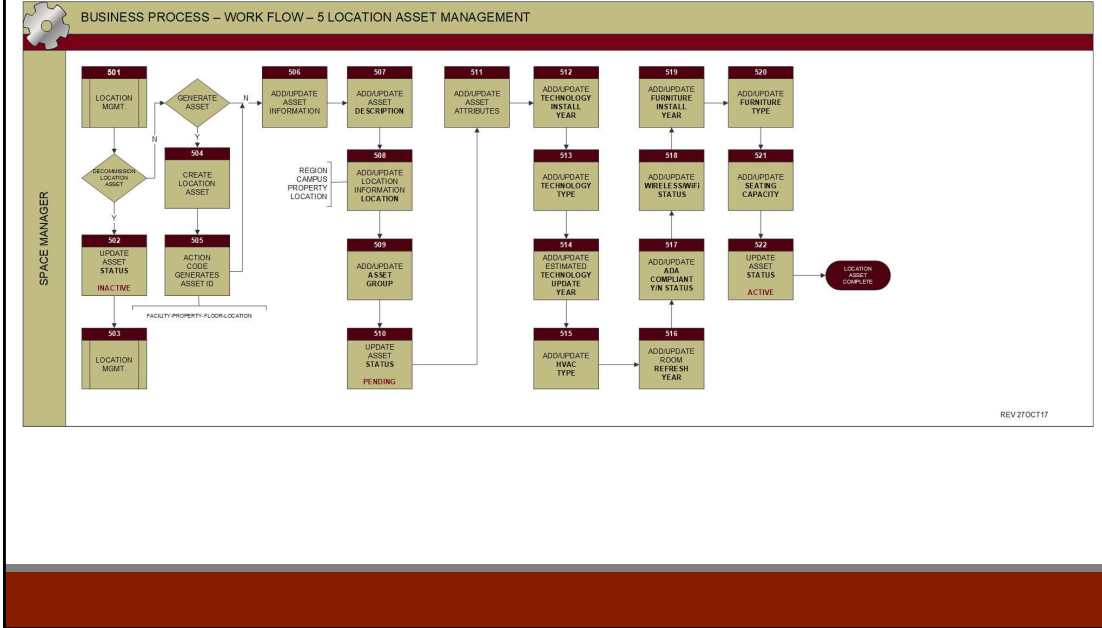 BUSINESS PROCESS – WORK FLOW – 5 LOCATION ASSET MANAGEMENT
SPACE MANAGER
501
LOCATION
MGMT.
DECOMMISSION
LOCATION
ASSET
N
Y
502
UPDATE
ASSET
STATUS
INACTIVE
503
LOCATION
MGMT.
GENERATE
ASSET
N
Y
504
CREATE
LOCATION
ASSET
505
ACTION
CODE
GENERATES
ASSET ID
FACILITY-PROPERTY-FLOOR-LOCATION
506
ADD/UPDATE
ASSET
INFORMATION
507
ADD/UPDATE
ASSET
DESCRIPTION
REGION
CAMPUS
PROPERTY
LOCATION
508
ADD/UPDATE
LOCATION
INFORMATION
LOCATION
509
ADD/UPDATE
ASSET
GROUP
510
UPDATE
ASSET
STATUS
PENDING
511
ADD/UPDATE
ASSET
ATTRIBUTES
512
ADD/UPDATE
TECHNOLOGY
INSTALL
YEAR
513
ADD/UPDATE
TECHNOLOGY
TYPE
514
ADD/UPDATE
ESTIMATED
TECHNOLOGY
UPDATE
YEAR
515
ADD/UPDATE
HVAC
TYPE
516
ADD/UPDATE
ROOM
REFRESH
YEAR
517
ADD/UPDATE
ADA
COMPLIANT
Y/N STATUS
518
ADD/UPDATE
WIRELESS/WiFi
STATUS
519
ADD/UPDATE
FURNITURE
INSTALL
YEAR
520
ADD/UPDATE
FURNITURE
TYPE
521
ADD/UPDATE
SEATING
CAPACITY
522
UPDATE
ASSET
STATUS
ACTIVE
LOCATION
ASSET
COMPLETE
REV 27OCT17